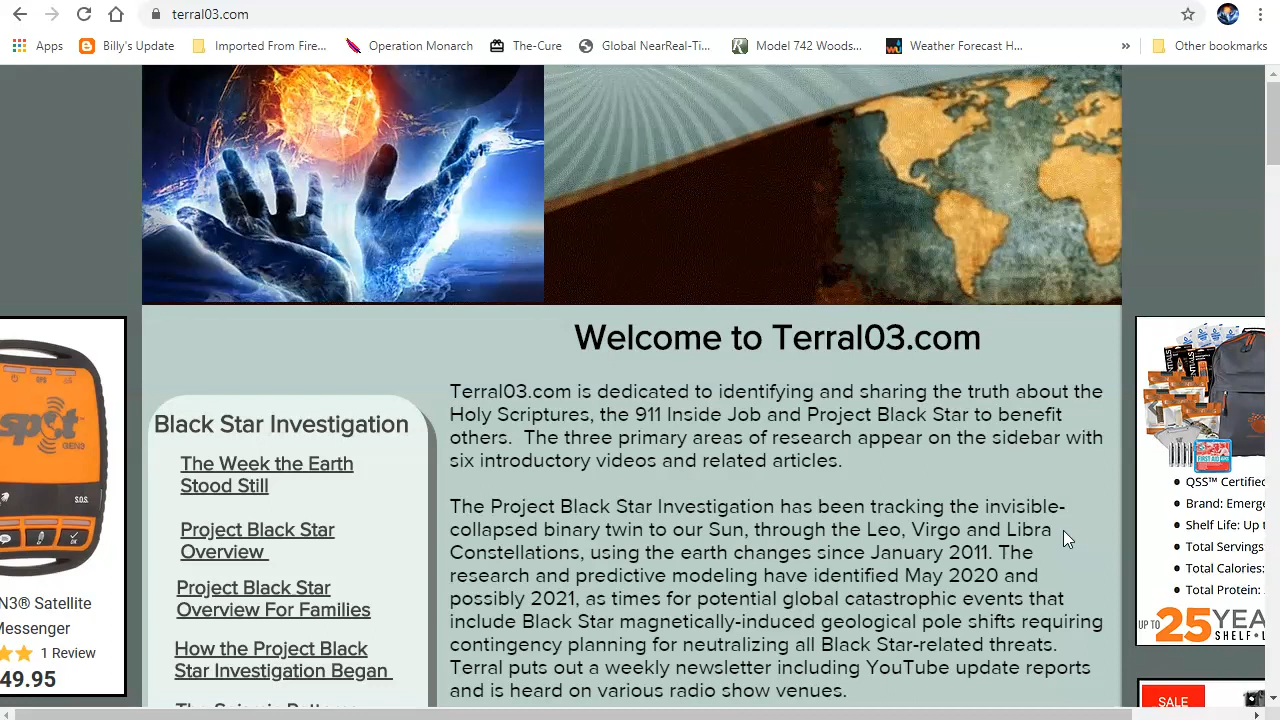 terral03.com
Apps
Billy's Update
Imported From Fire...
Operation Monarch
The-Cure
Global NearReal-Ti...
Model 742 Woods...
Weather Forecast H...
»
Other bookmarks
Welcome to Terral03.com
Terral03.com is dedicated to identifying and sharing the truth about the
Holy Scriptures, the 911 Inside Job and Project Black Star to benefit
others.  The three primary areas of research appear on the sidebar with
six introductory videos and related articles.
The Project Black Star Investigation has been tracking the invisible-
collapsed binary twin to our Sun, through the Leo, Virgo and Libra
Constellations, using the earth changes since January 2011. The
research and predictive modeling have identified May 2020 and
possibly 2021, as times for potential global catastrophic events that
include Black Star magnetically-induced geological pole shifts requiring
contingency planning for neutralizing all Black Star-related threats.
Terral puts out a weekly newsletter including YouTube update reports
and is heard on various radio show venues.
Black Star Investigation
The Week the Earth
Stood Still
Project Black Star
Overview
Project Black Star
Overview For Families
How the Project Black
Star Investigation Began
spot
GEN3
GPS
S.O.S.
N3® Satellite
Messenger
1 Review
49.95
FIRST AID
QSS™ Certified
Brand: Emerge
Shelf Life: Up t
Total Servings
Total Calories:
Total Protein:
UP TO 25 YEA
SHELF-L
SALE